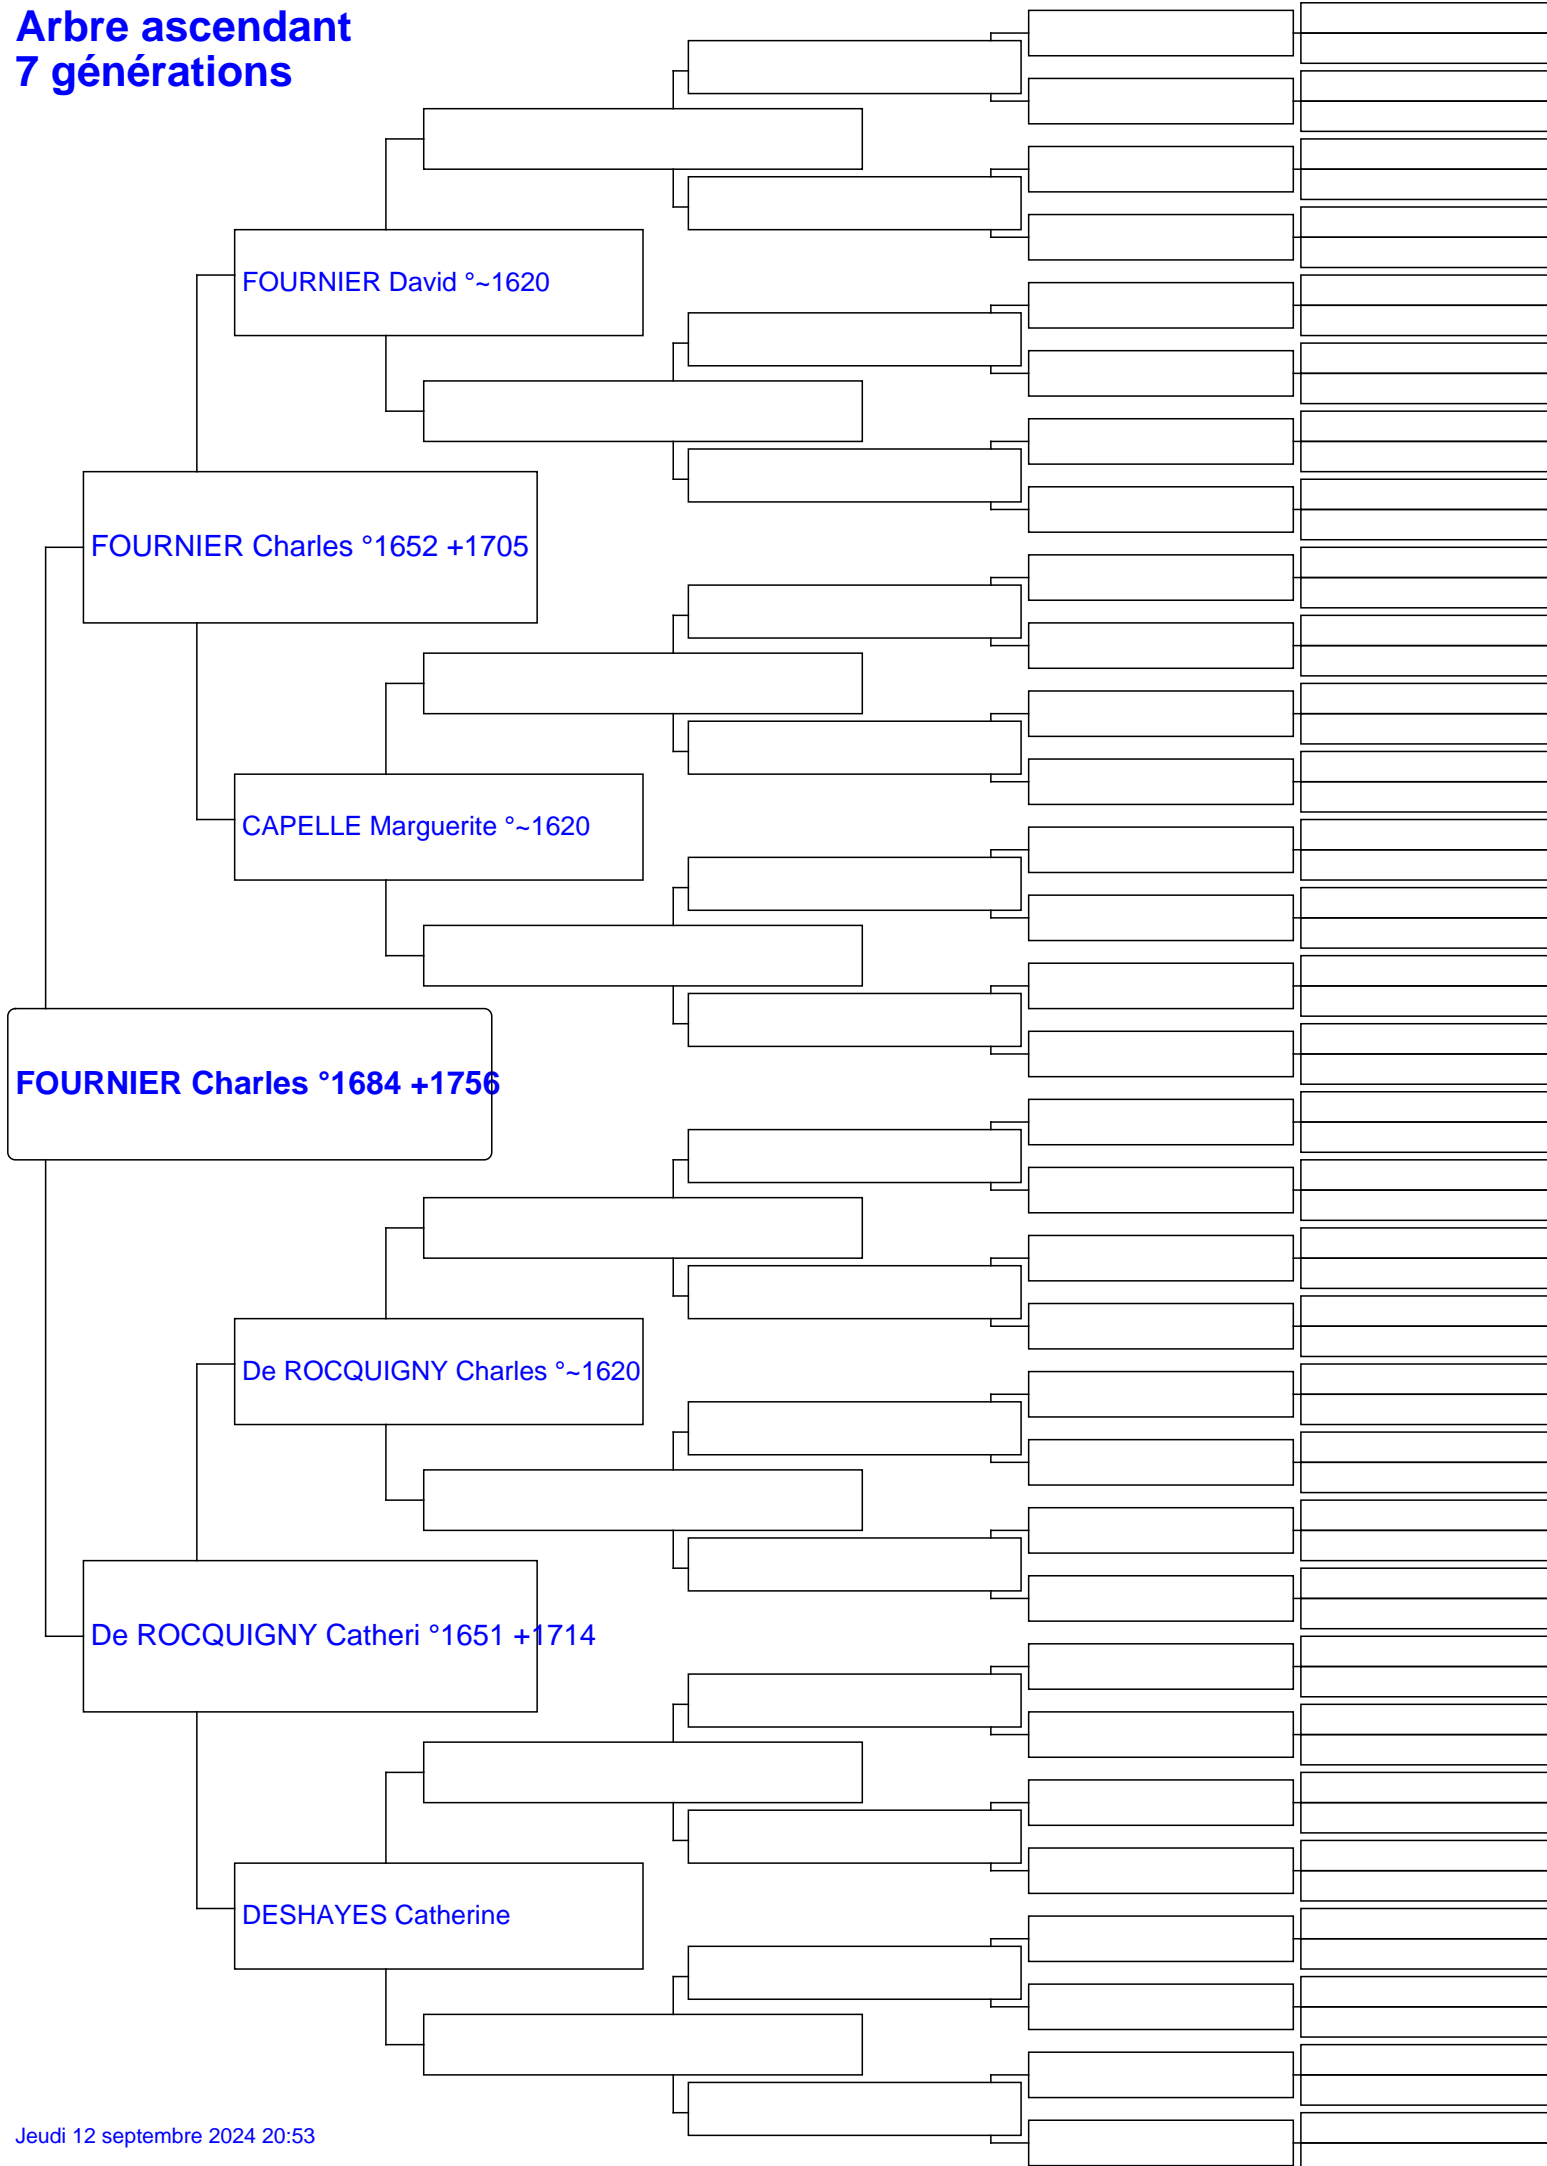 Arbre ascendant
7 générations
FOURNIER David °~1620
FOURNIER Charles °1652 +1705
CAPELLE Marguerite °~1620
FOURNIER Charles °1684 +1756
De ROCQUIGNY Charles °~1620
De ROCQUIGNY Catheri °1651 +1714
DESHAYES Catherine
Jeudi 12 septembre 2024 20:53